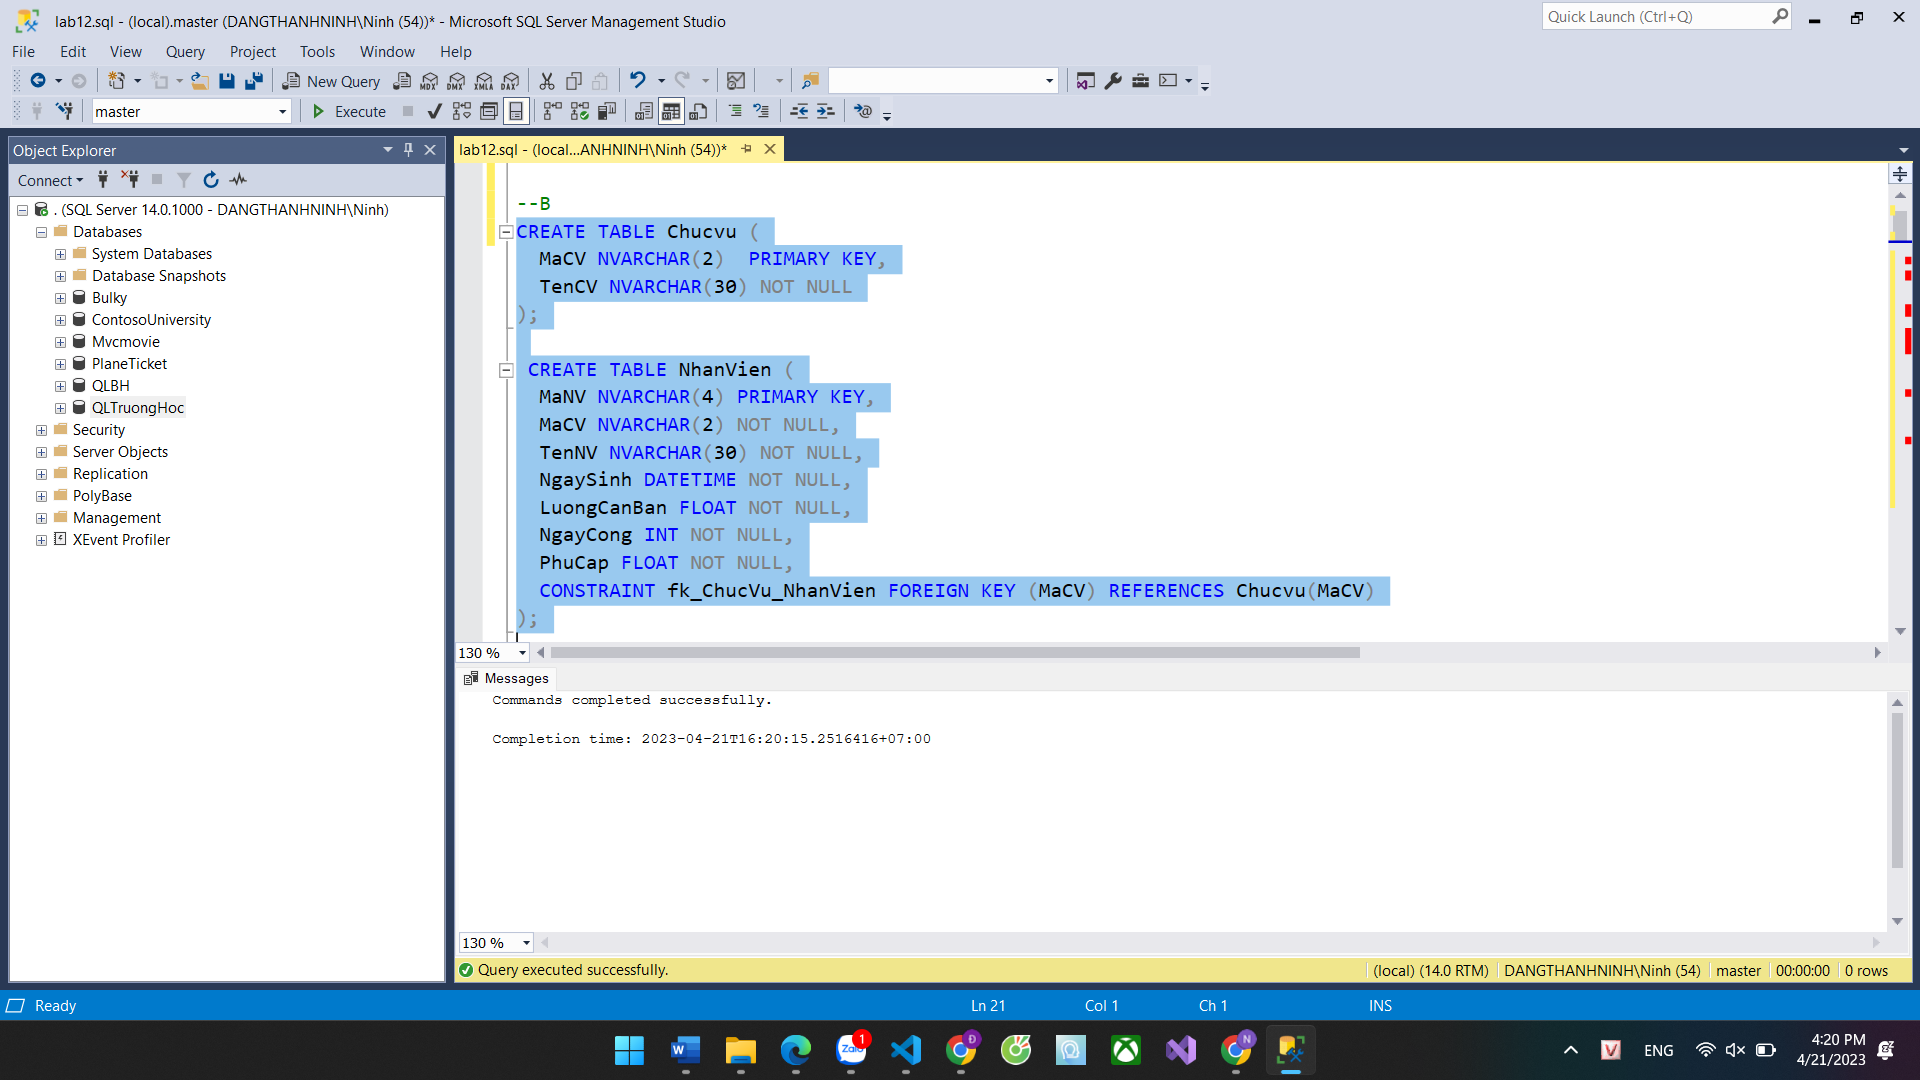 lab12.sql - (local).master (DANGTHANHNINH\Ninh (54))* - Microsoft SQL Server Management Studio
Quick Launch (Ctrl+Q)
File Edit View Query Project Tools Window Help
New Query MDX DMX XMLA DAX
master Execute
Object Explorer
Connect
. (SQL Server 14.0.1000 - DANGTHANHNINH\Ninh)
Databases
System Databases
Database Snapshots
Bulky
ContosoUniversity
Mvcmovie
PlaneTicket
QLBH
QLTruongHoc
Security
Server Objects
Replication
PolyBase
Management
XEvent Profiler
lab12.sql - (local...ANHNINH\Ninh (54))*
--B
CREATE TABLE Chucvu (
MaCV NVARCHAR(2)  PRIMARY KEY,
TenCV NVARCHAR(30) NOT NULL
);
CREATE TABLE NhanVien (
MaNV NVARCHAR(4) PRIMARY KEY,
MaCV NVARCHAR(2) NOT NULL,
TenNV NVARCHAR(30) NOT NULL,
NgaySinh DATETIME NOT NULL,
LuongCanBan FLOAT NOT NULL,
NgayCong INT NOT NULL,
PhuCap FLOAT NOT NULL,
CONSTRAINT fk_ChucVu_NhanVien FOREIGN KEY (MaCV) REFERENCES Chucvu(MaCV)
);
130 %
Messages
Commands completed successfully.
Completion time: 2023-04-21T16:20:15.2516416+07:00
130 %
Query executed successfully.
(local) (14.0 RTM) DANGTHANHNINH\Ninh (54) master 00:00:00 0 rows
Ready Ln 21 Col 1 Ch 1 INS
Zalo 1 Đ N
V ENG
4:20 PM
4/21/2023